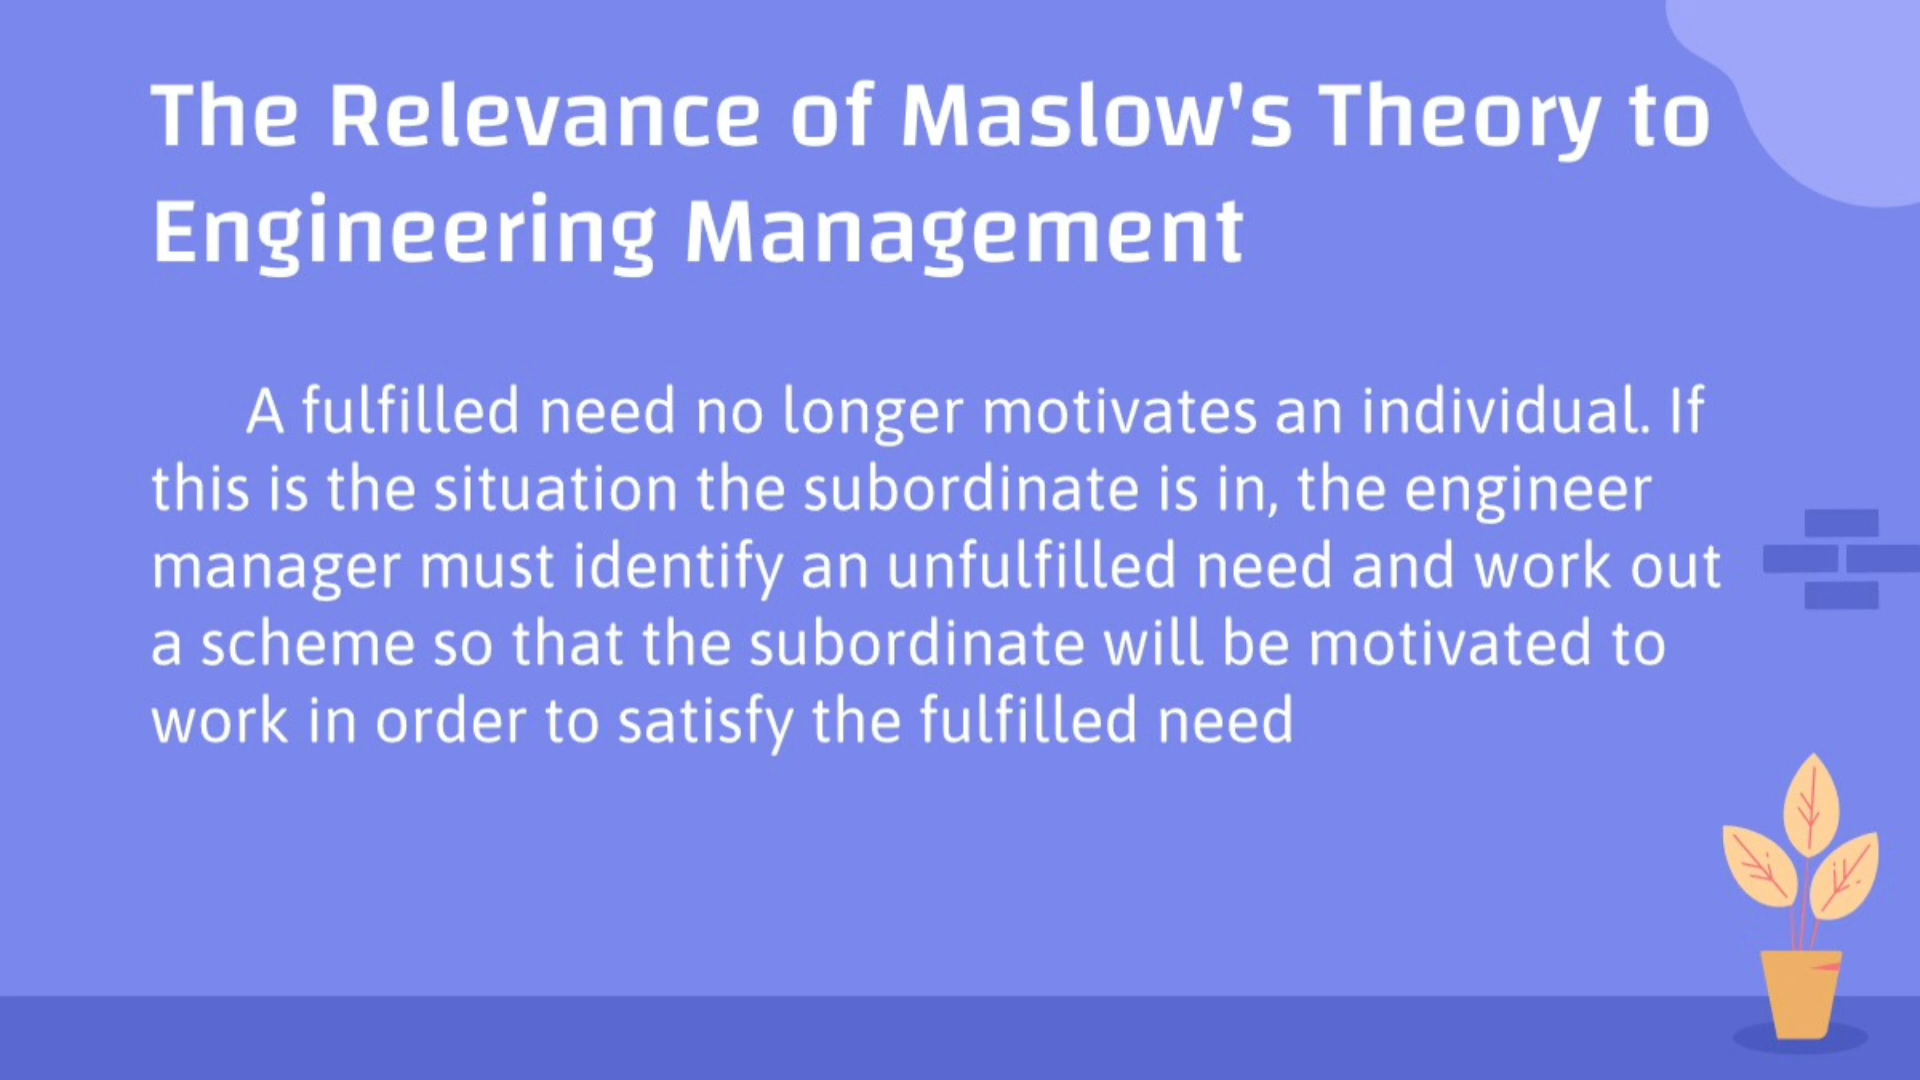 The Relevance of Maslow's Theory to
Engineering Management
A fulfilled need no longer motivates an individual. If
this is the situation the subordinate is in, the engineer
manager must identify an unfulfilled need and work out
a scheme so that the subordinate will be motivated to
work in order to satisfy the fulfilled need